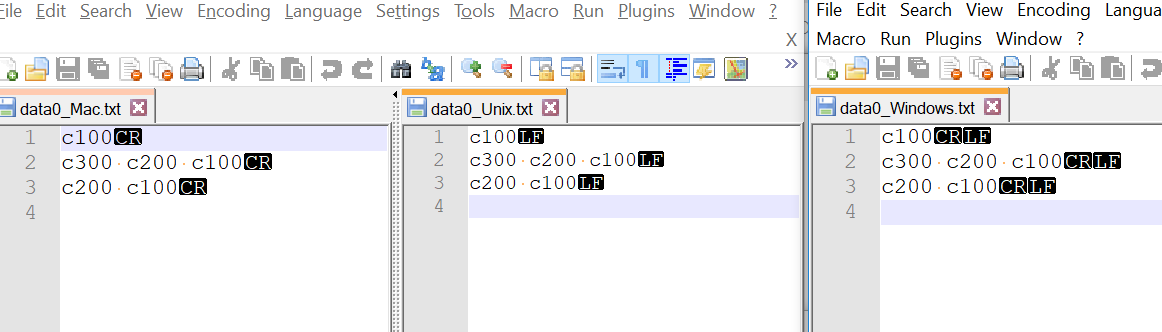 File Edit Search View Encoding Language Settings Tools Macro Run Plugins Window ?
X
»
data0_Mac.txt
1 c100CR
2 c300 c200 c100CR
3 c200 c100CR
4
data0_Unix.txt
1 c100LF
2 c300 c200 c100LF
3 c200 c100LF
4
File Edit Search View Encoding Langua
Macro Run Plugins Window ?
data0_Windows.txt
1 c100CRLF
2 c300 c200 c100CRLF
3 c200 c100CRLF
4